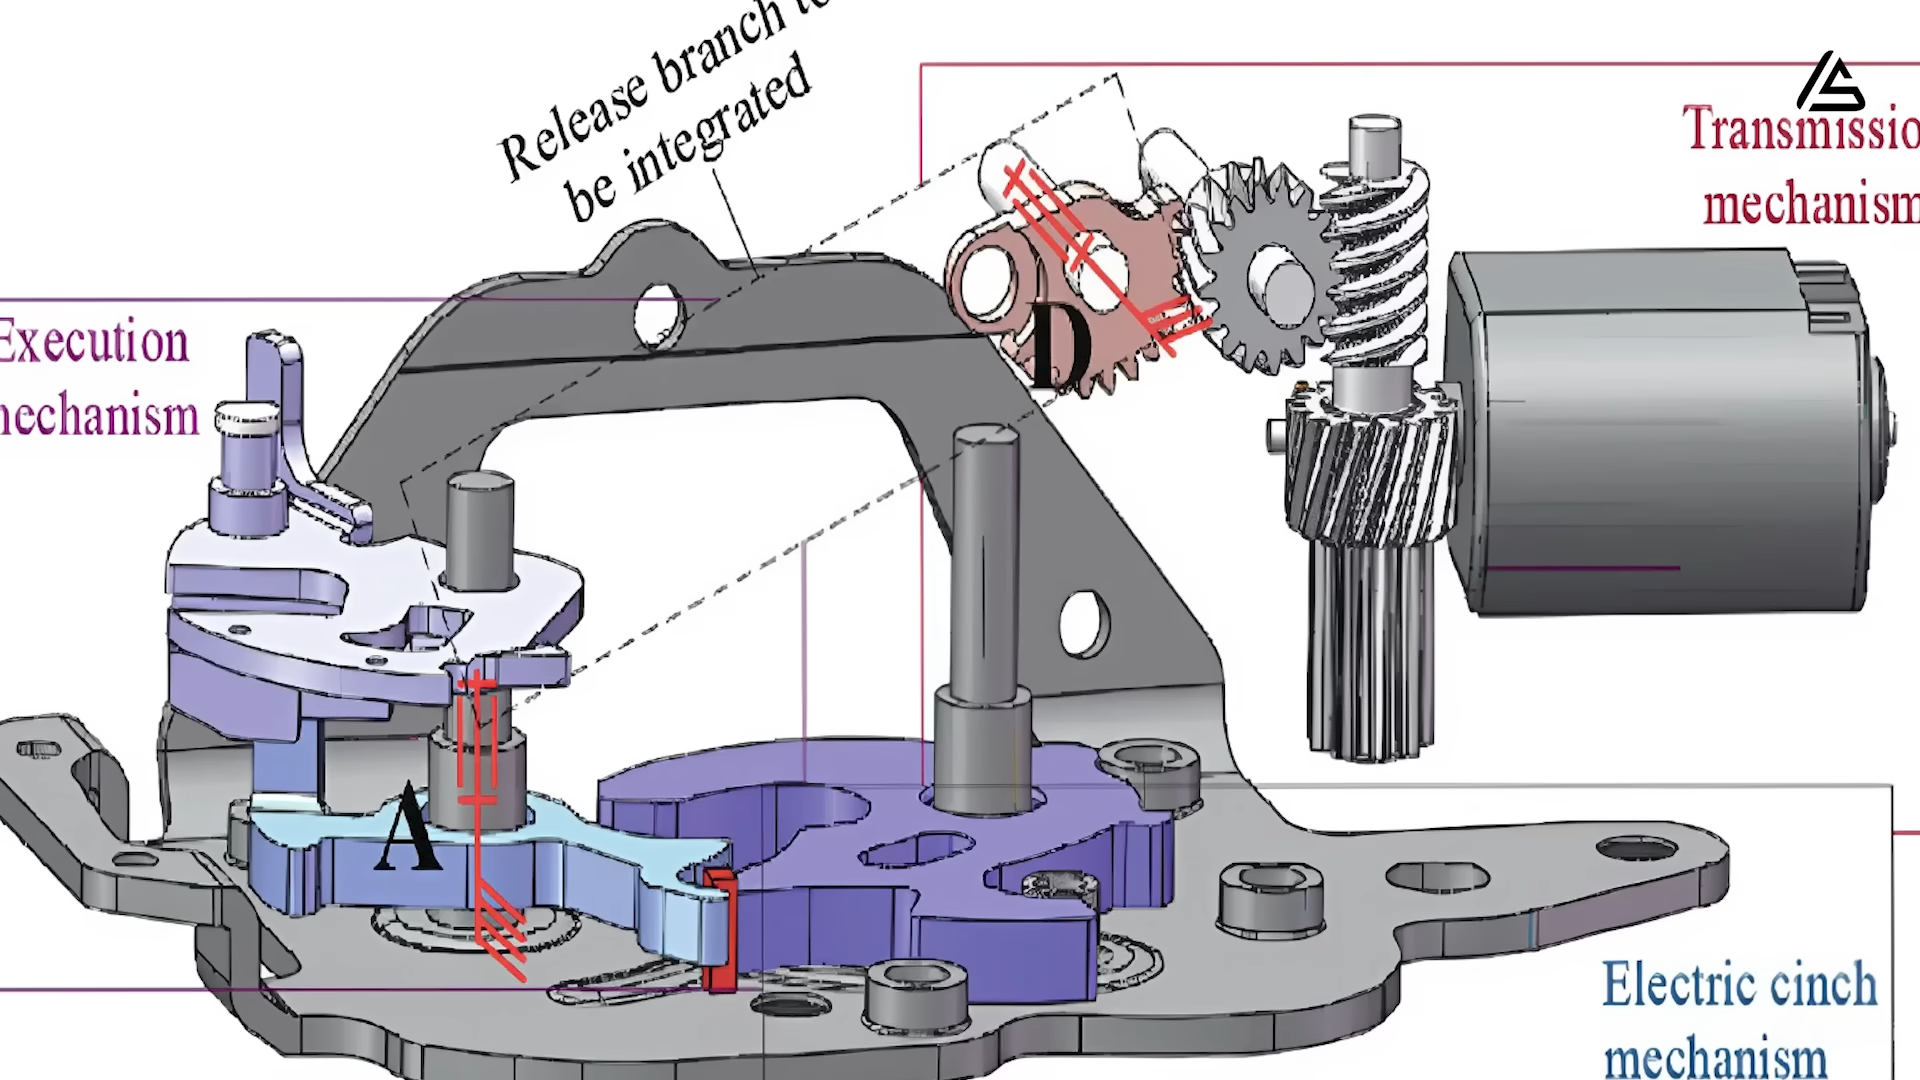 Release branch to
be integrated
Transmissio
mechanism
Execution
mechanism
D
A
Electric cinch
mechanism